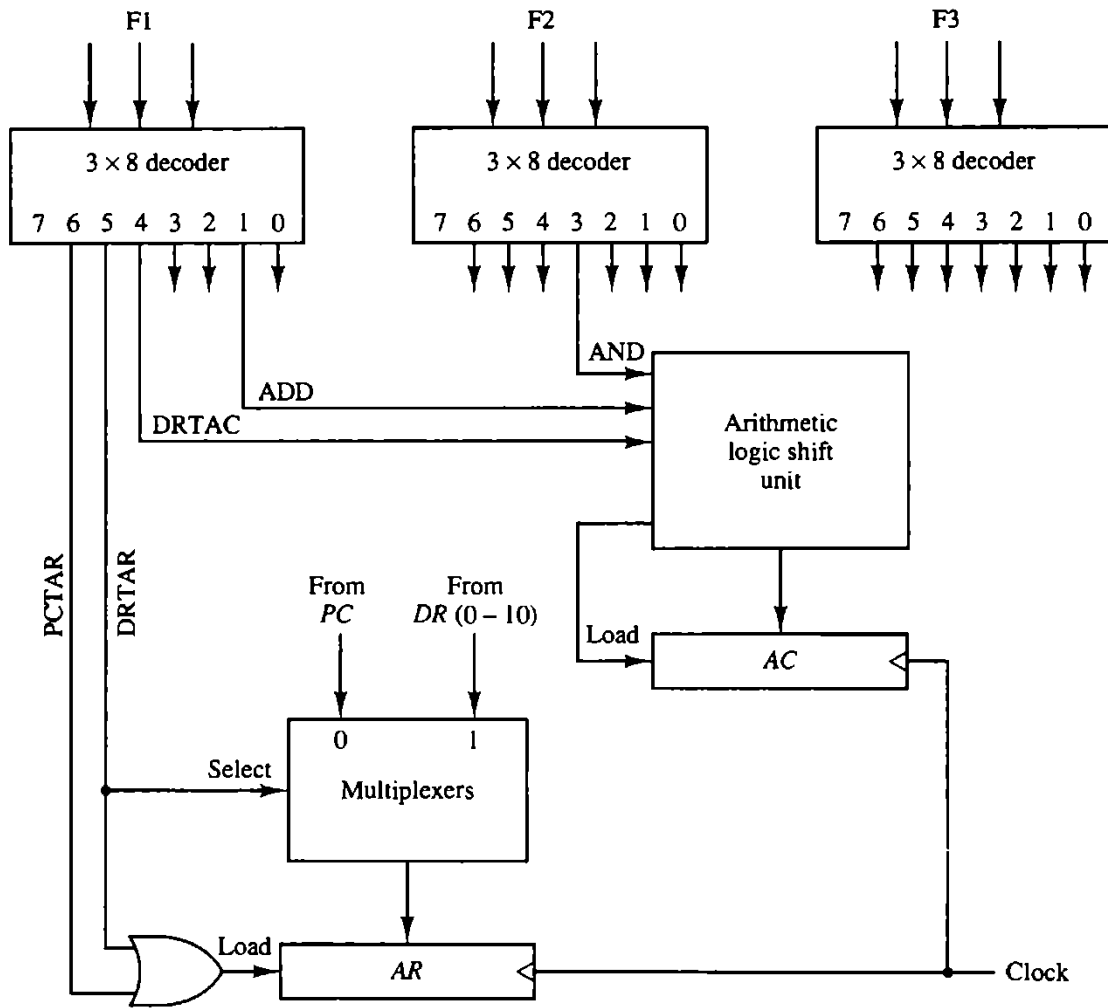 F1 F2 F3
3 × 8 decoder 3 × 8 decoder 3 × 8 decoder
7 6 5 4 3 2 1 0 7 6 5 4 3 2 1 0 7 6 5 4 3 2 1 0
AND
ADD
DRTAC
Arithmetic
logic shift
unit
PCTAR
DRTAR
From
PC
From
DR (0 – 10)
Load
AC
0 1
Select
Multiplexers
Load
AR
Clock